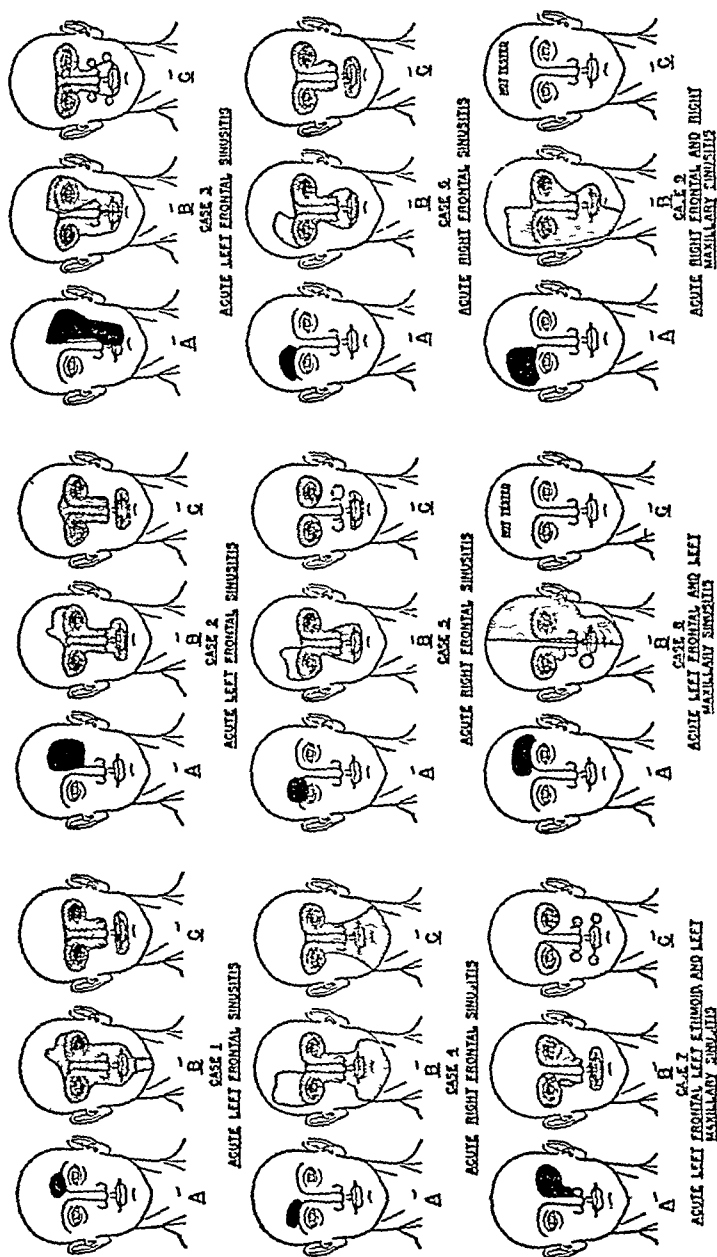 A B C
CASE 1
ACUTE LEFT FRONTAL SINUSITIS
A B C
CASE 2
ACUTE LEFT FRONTAL SINUSITIS
A B C
CASE 3
ACUTE LEFT FRONTAL SINUSITIS
A B C
CASE 4
ACUTE RIGHT FRONTAL SINUSITIS
A B C
CASE 5
ACUTE RIGHT FRONTAL SINUSITIS
A B C
CASE 6
ACUTE RIGHT FRONTAL SINUSITIS
A B C
CASE 7
ACUTE LEFT FRONTAL LEFT ETHMOID AND LEFT
MAXILLARY SINUSITIS
NOT TESTED
A B C
CASE 8
ACUTE LEFT FRONTAL AND LEFT
MAXILLARY SINUSITIS
NOT TESTED
A B C
CASE 9
ACUTE RIGHT FRONTAL AND RIGHT
MAXILLARY SINUSITIS